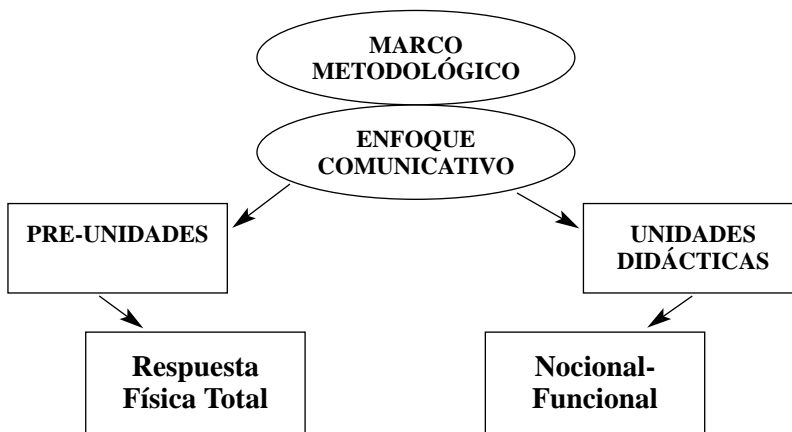 MARCO
METODOLÓGICO
ENFOQUE
COMUNICATIVO
PRE-UNIDADES
UNIDADES
DIDÁCTICAS
Respuesta
Física Total
Nocional-
Funcional